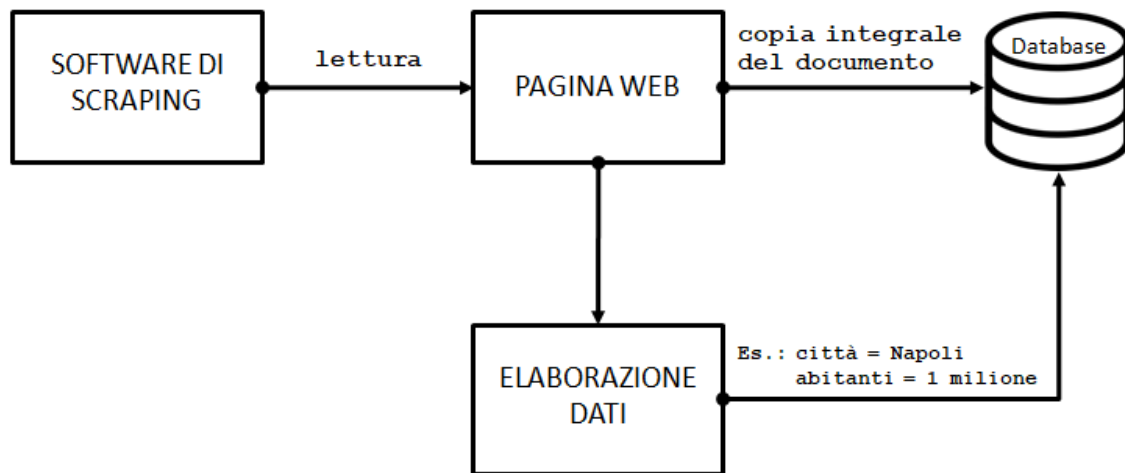 SOFTWARE DI
SCRAPING
lettura
PAGINA WEB
copia integrale
del documento
Database
ELABORAZIONE
DATI
Es.: città = Napoli
abitanti = 1 milione